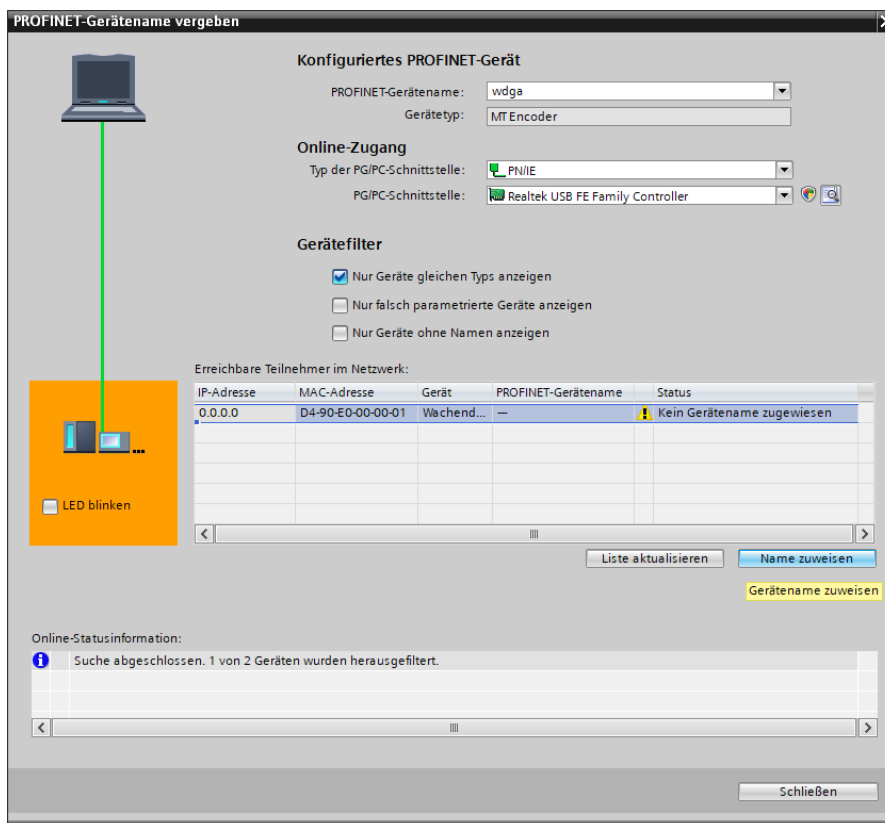 PROFINET-Gerätename vergeben
Konfiguriertes PROFINET-Gerät
PROFINET-Gerätename: wdga
Gerätetyp: MT Encoder
Online-Zugang
Typ der PG/PC-Schnittstelle: PN/IE
PG/PC-Schnittstelle: Realtek USB FE Family Controller
Gerätefilter
Nur Geräte gleichen Typs anzeigen
Nur falsch parametrierte Geräte anzeigen
Nur Geräte ohne Namen anzeigen
Erreichbare Teilnehmer im Netzwerk:
IP-Adresse MAC-Adresse Gerät PROFINET-Gerätename Status
0.0.0.0 D4-90-E0-00-00-01 Wachend... — Kein Gerätename zugewiesen
LED blinken
Liste aktualisieren Name zuweisen
Gerätename zuweisen
Online-Statusinformation:
Suche abgeschlossen. 1 von 2 Geräten wurden herausgefiltert.
Schließen